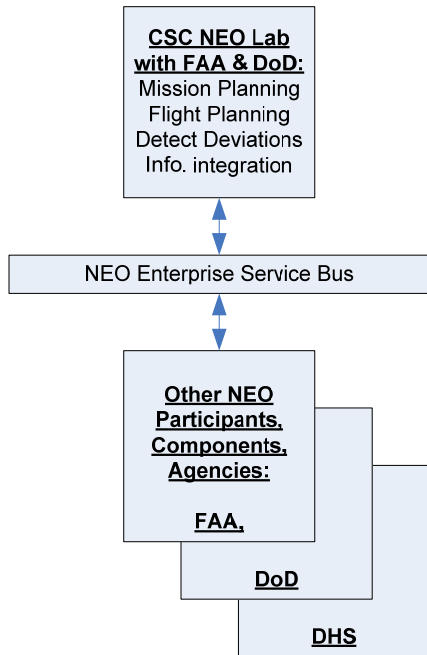 CSC NEO Lab
with FAA & DoD:
Mission Planning
Flight Planning
Detect Deviations
Info. integration
NEO Enterprise Service Bus
Other NEO
Participants,
Components,
Agencies:
FAA,
DoD
DHS